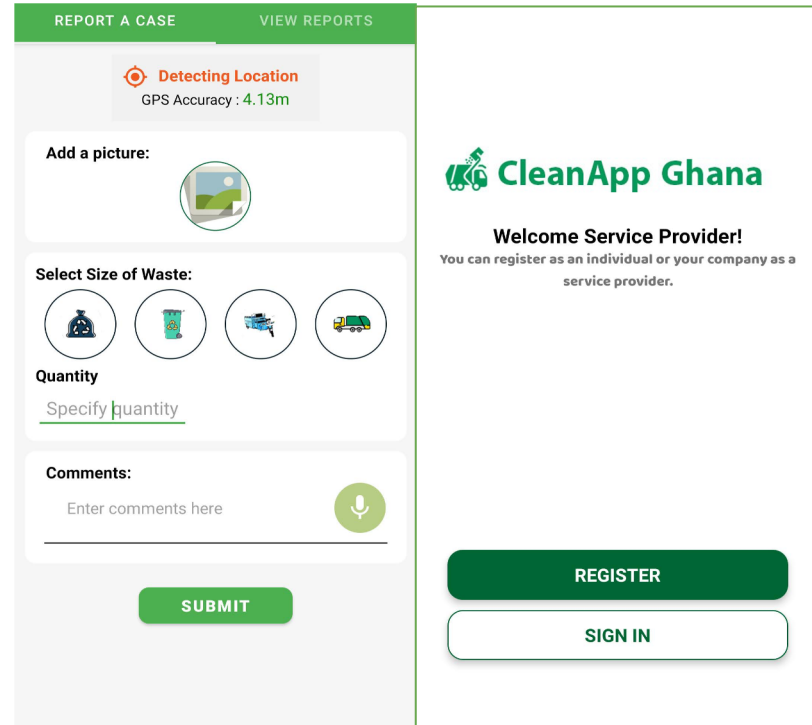 REPORT A CASE
VIEW REPORTS
Detecting Location
GPS Accuracy : 4.13m
Add a picture:
Select Size of Waste:
Quantity
Specify quantity
Comments:
Enter comments here
SUBMIT
CleanApp Ghana
Welcome Service Provider!
You can register as an individual or your company as a
service provider.
REGISTER
SIGN IN